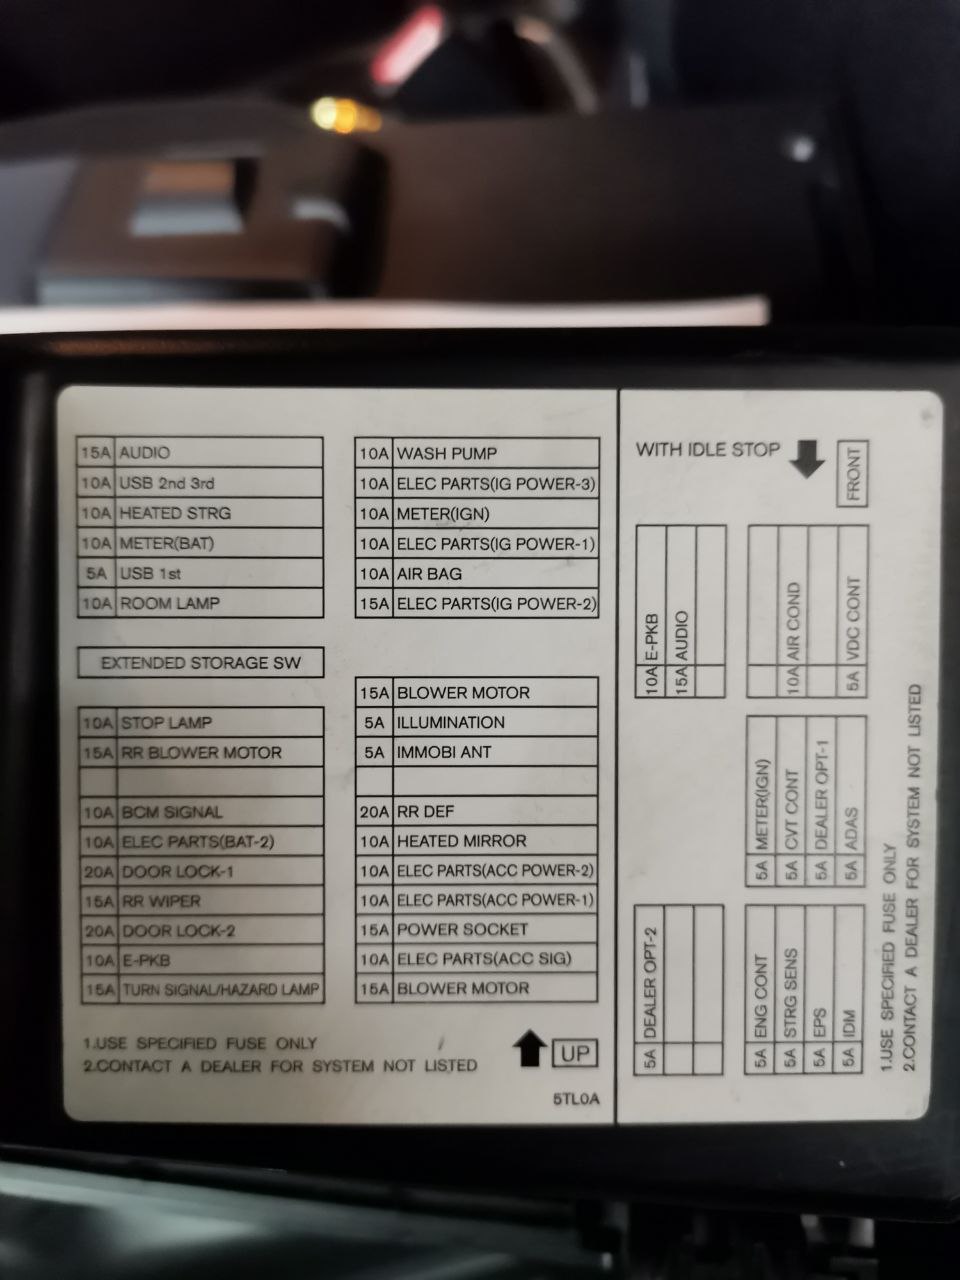 15A AUDIO
10A USB 2nd 3rd
10A HEATED STRG
10A METER(BAT)
5A USB 1st
10A ROOM LAMP
EXTENDED STORAGE SW
10A STOP LAMP
15A RR BLOWER MOTOR
10A BCM SIGNAL
10A ELEC PARTS(BAT-2)
20A DOOR LOCK-1
15A RR WIPER
20A DOOR LOCK-2
10A E-PKB
15A TURN SIGNAL/HAZARD LAMP
10A WASH PUMP
10A ELEC PARTS(IG POWER-3)
10A METER(IGN)
10A ELEC PARTS(IG POWER-1)
10A AIR BAG
15A ELEC PARTS(IG POWER-2)
15A BLOWER MOTOR
5A ILLUMINATION
5A IMMOBI ANT
20A RR DEF
10A HEATED MIRROR
10A ELEC PARTS(ACC POWER-2)
10A ELEC PARTS(ACC POWER-1)
15A POWER SOCKET
10A ELEC PARTS(ACC SIG)
15A BLOWER MOTOR
1.USE SPECIFIED FUSE ONLY
2.CONTACT A DEALER FOR SYSTEM NOT LISTED
UP
5TL0A
WITH IDLE STOP
FRONT
10A E-PKB
15A AUDIO
10A AIR COND
5A VDC CONT
5A METER(IGN)
5A CVT CONT
5A DEALER OPT-1
5A ADAS
5A DEALER OPT-2
5A ENG CONT
5A STRG SENS
5A EPS
5A IDM
1.USE SPECIFIED FUSE ONLY
2.CONTACT A DEALER FOR SYSTEM NOT LISTED